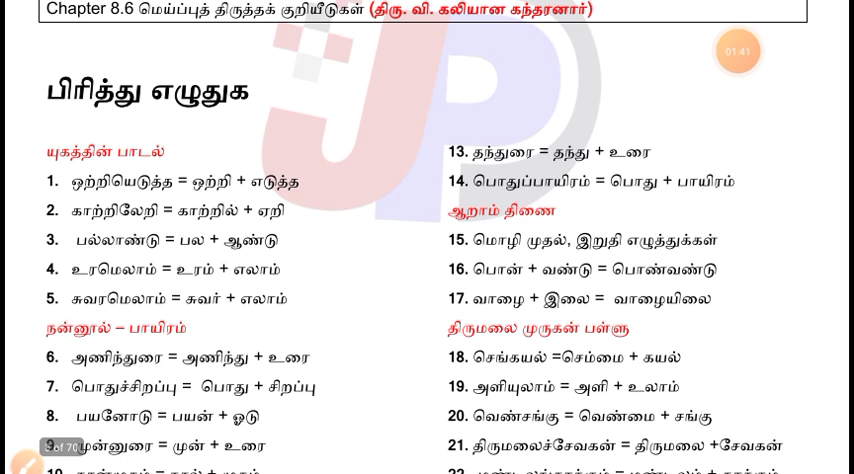 Chapter 8.6 மெய்ப்புத் திருத்தக் குறியீடுகள் (திரு. வி. கலியான கந்தரனார்)
01:41
பிரித்து எழுதுக
யுகத்தின் பாடல்
1. ஒற்றியெடுத்த = ஒற்றி + எடுத்த
2. காற்றிலேறி = காற்றில் + ஏறி
3. பல்லாண்டு = பல + ஆண்டு
4. உரமெலாம் = உரம் + எலாம்
5. சுவரமெலாம் = சுவர் + எலாம்
நன்னூல் – பாயிரம்
6. அணிந்துரை = அணிந்து + உரை
7. பொதுச்சிறப்பு = பொது + சிறப்பு
8. பயனோடு = பயன் + ஓடு
முன்னுரை = முன் + உரை
of 70
13. தந்துரை = தந்து + உரை
14. பொதுப்பாயிரம் = பொது + பாயிரம்
ஆறாம் திணை
15. மொழி முதல், இறுதி எழுத்துக்கள்
16. பொன் + வண்டு = பொண்வண்டு
17. வாழை + இலை = வாழையிலை
திருமலை முருகன் பள்ளு
18. செங்கயல் =செம்மை + கயல்
19. அளியுலாம் = அளி + உலாம்
20. வெண்சங்கு = வெண்மை + சங்கு
21. திருமலைச்சேவகன் = திருமலை +சேவகன்